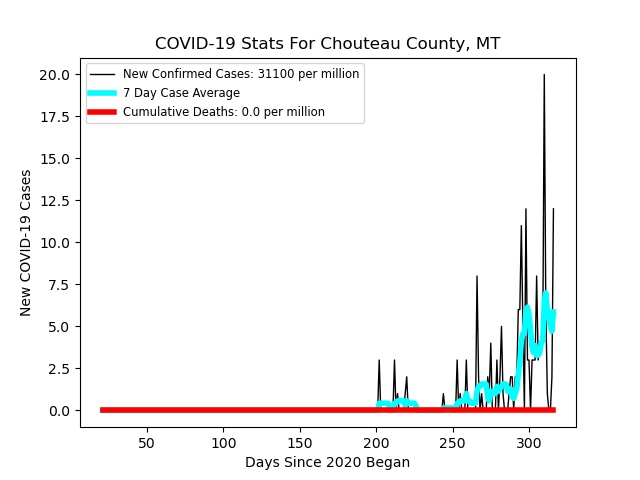 COVID-19 Stats For Chouteau County, MT
New Confirmed Cases: 31100 per million
7 Day Case Average
Cumulative Deaths: 0.0 per million
20.0
17.5
15.0
12.5
10.0
7.5
5.0
2.5
0.0
New COVID-19 Cases
50 100 150 200 250 300
Days Since 2020 Began